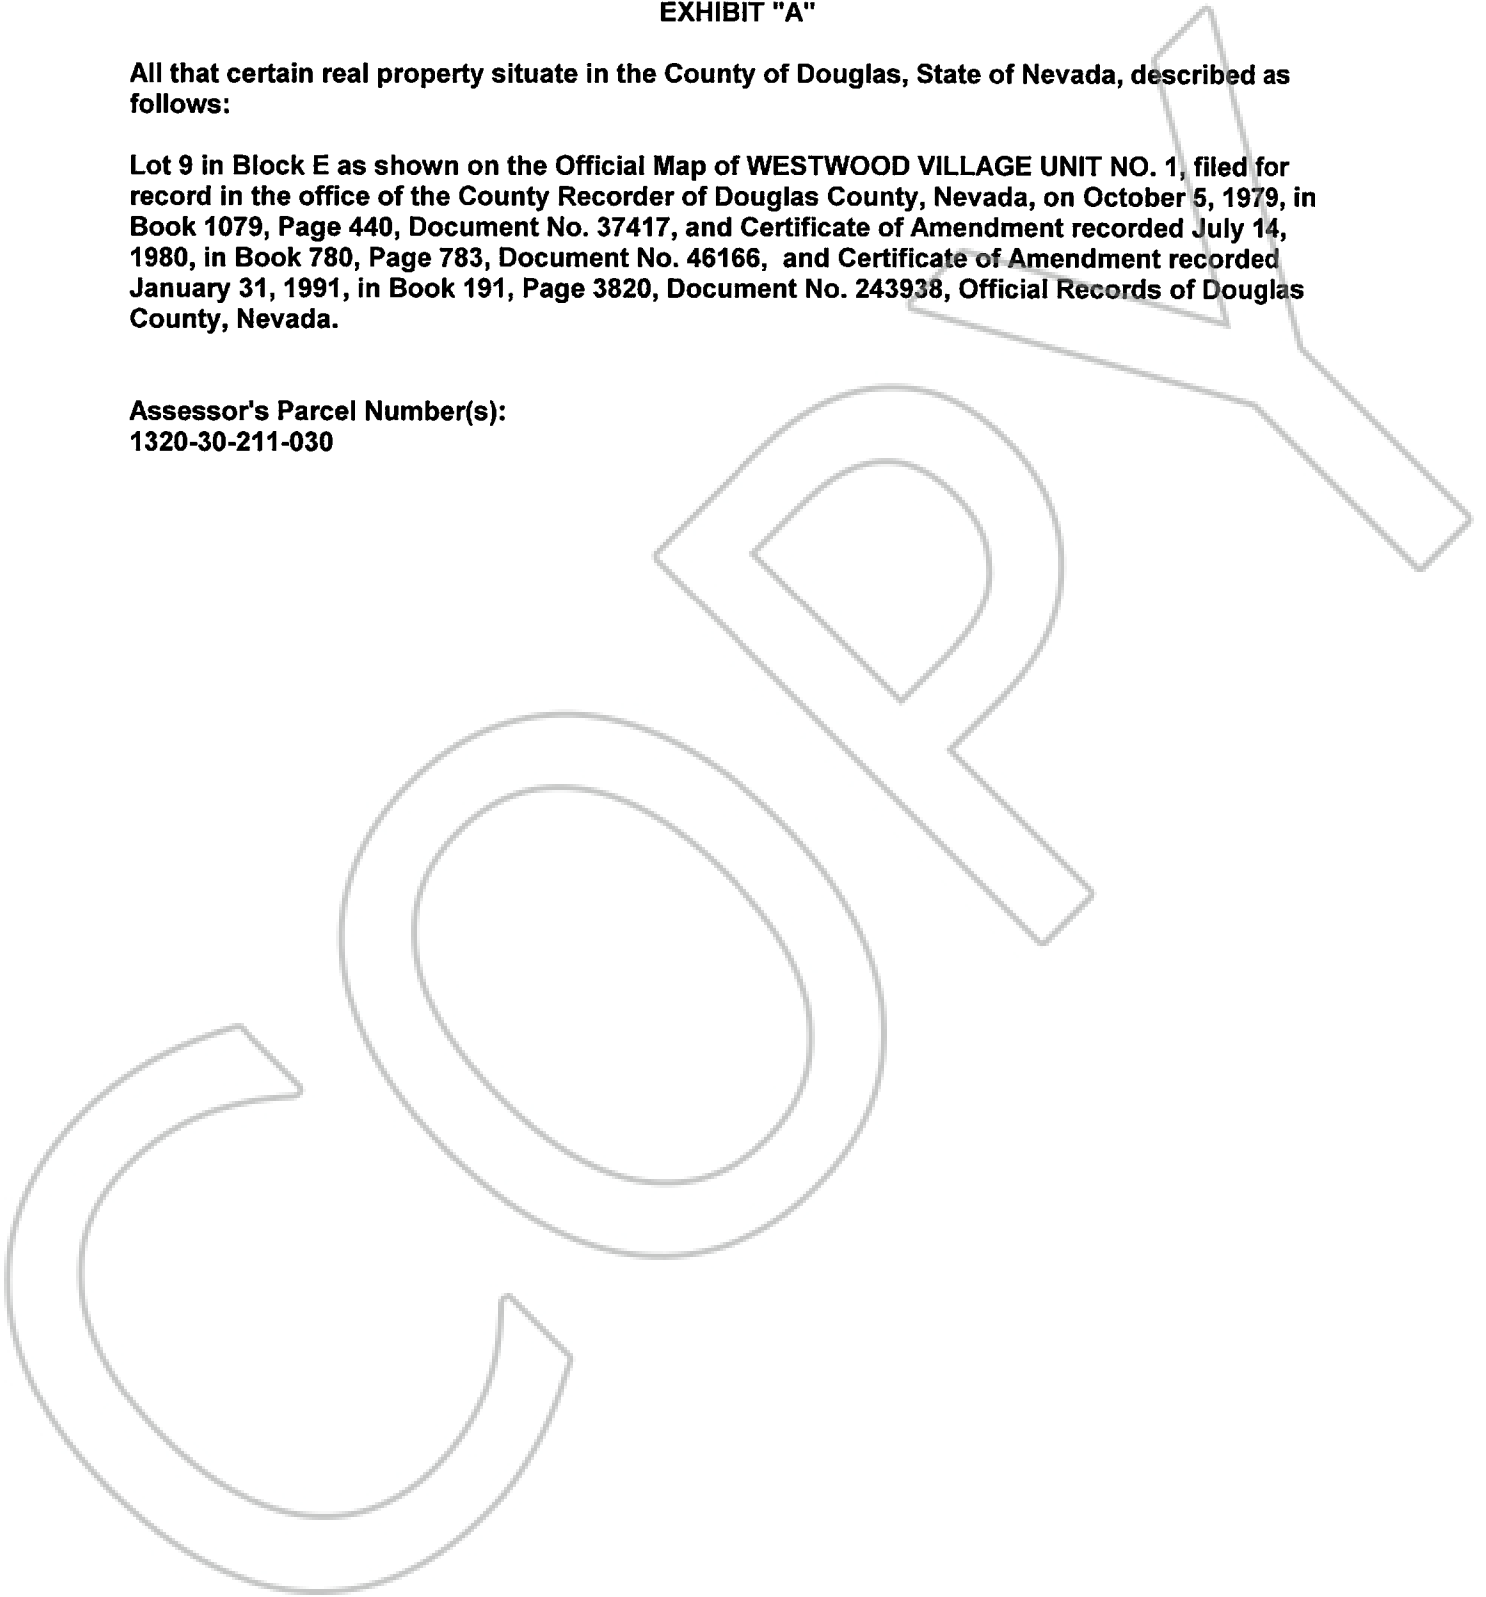 EXHIBIT "A"
All that certain real property situate in the County of Douglas, State of Nevada, described as
follows:
Lot 9 in Block E as shown on the Official Map of WESTWOOD VILLAGE UNIT NO. 1, filed for
record in the office of the County Recorder of Douglas County, Nevada, on October 5, 1979, in
Book 1079, Page 440, Document No. 37417, and Certificate of Amendment recorded July 14,
1980, in Book 780, Page 783, Document No. 46166,  and Certificate of Amendment recorded
January 31, 1991, in Book 191, Page 3820, Document No. 243938, Official Records of Douglas
County, Nevada.
Assessor's Parcel Number(s):
1320-30-211-030
COPY